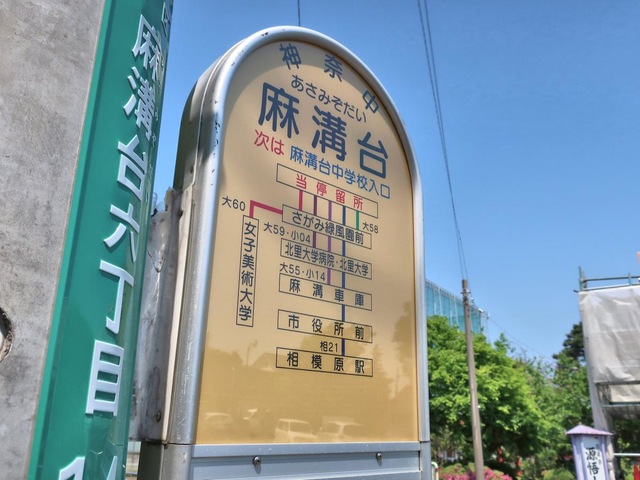 麻溝台六丁目
神奈中
あさみぞだい
麻溝台
次は 麻溝台中学校入口
当停留所
大60
大58
さがみ緑風園前
大59・小04
北里大学病院・北里大学
女子美術大学
大55・小14
麻溝車庫
市役所前
相21
相模原駅
源悟